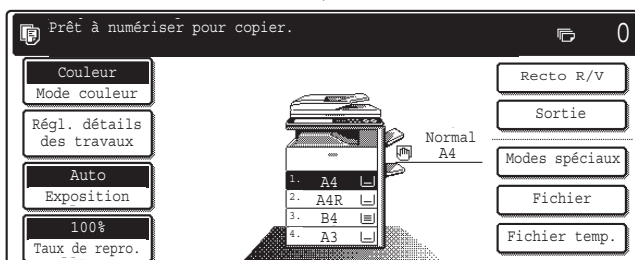 Prêt à numériser pour copier.
0
Couleur
Mode couleur
Régl. détails
des travaux
Auto
Exposition
100%
Taux de repro.
Normal
A4
1. A4
2. A4R
3. B4
4. A3
Recto R/V
Sortie
Modes spéciaux
Fichier
Fichier temp.